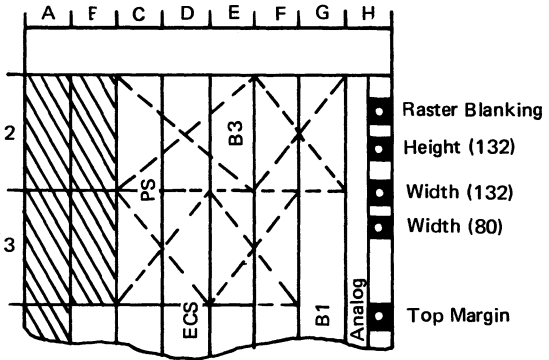 A B C D E F G H
2
3
B3
PS
ECS
B1
Analog
Raster Blanking
Height (132)
Width (132)
Width (80)
Top Margin